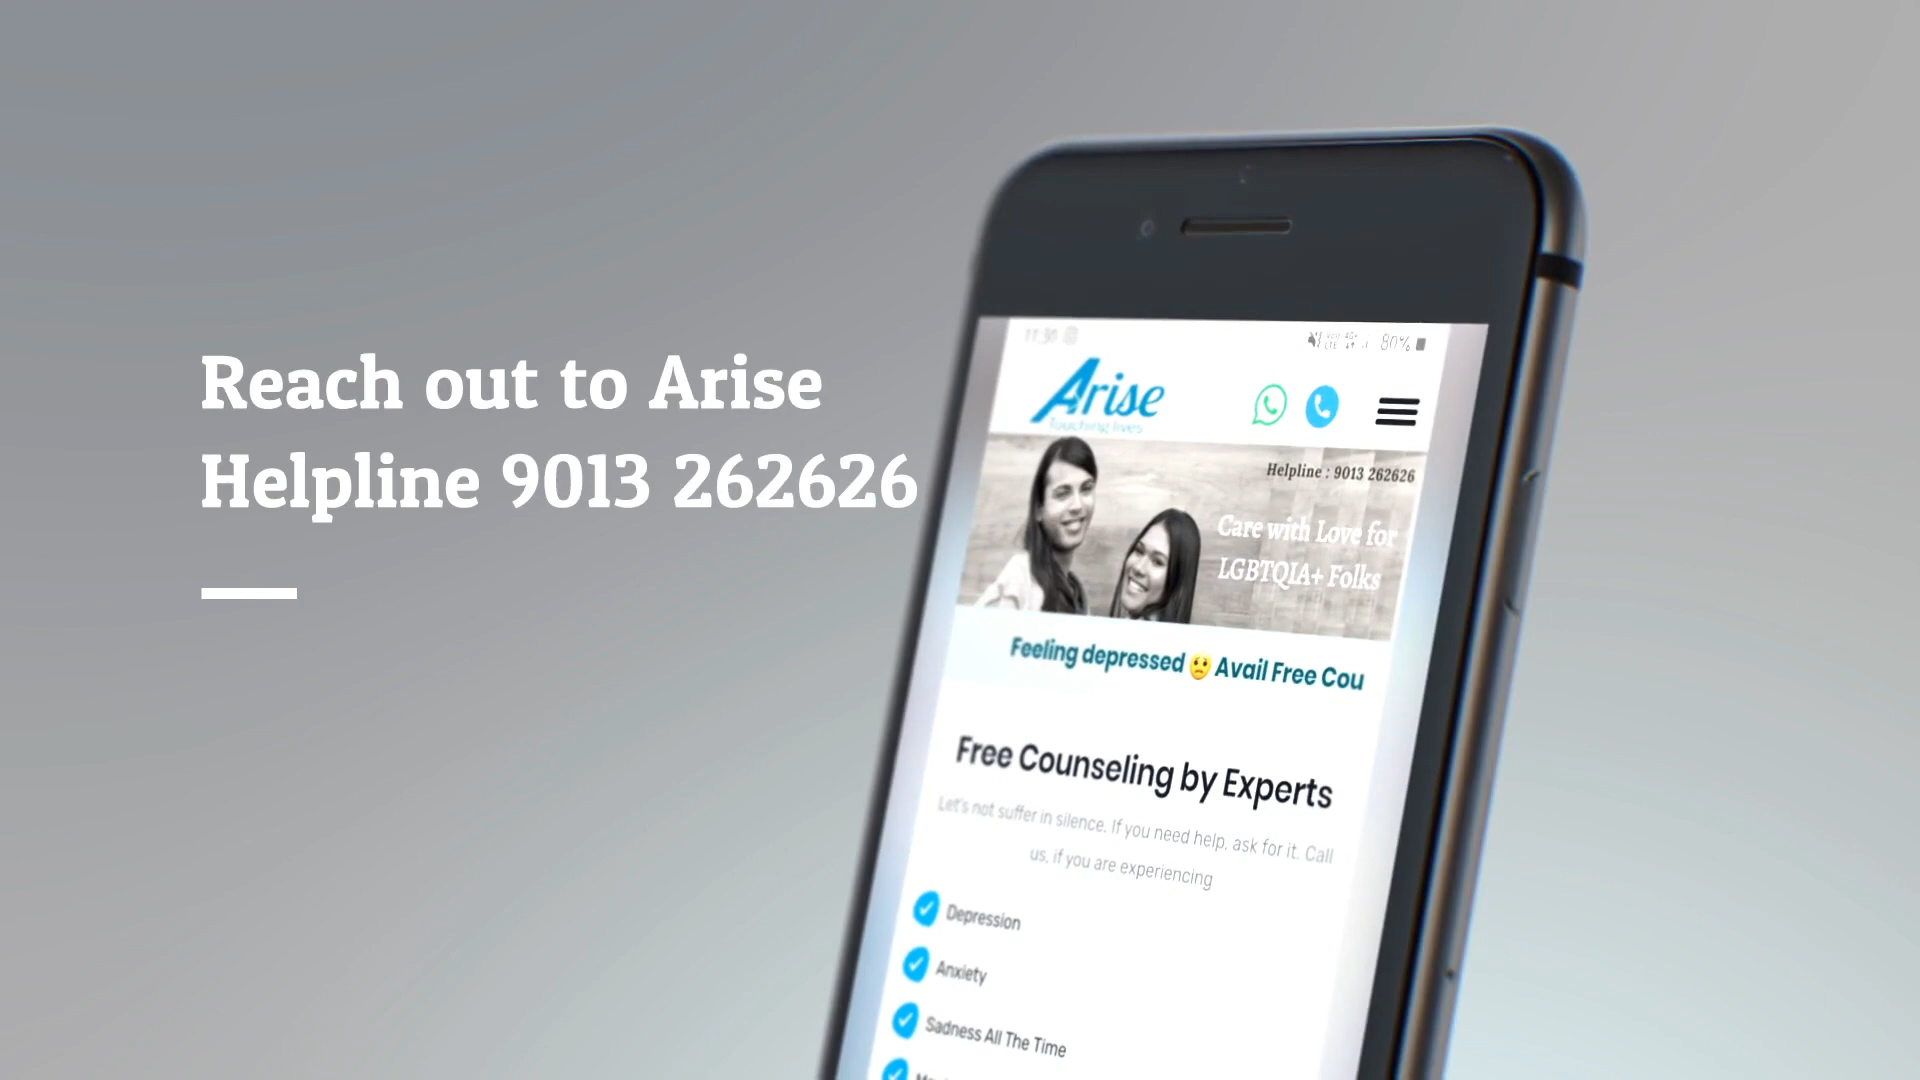 Reach out to Arise
Helpline 9013 262626
80%
Arise
Touching lives
Helpline : 9013 262626
Care with Love for
LGBTQIA+ Folks
Feeling depressed 😟 Avail Free Cou
Free Counseling by Experts
Let's not suffer in silence. If you need help, ask for it. Call
us, if you are experiencing
Depression
Anxiety
Sadness All The Time